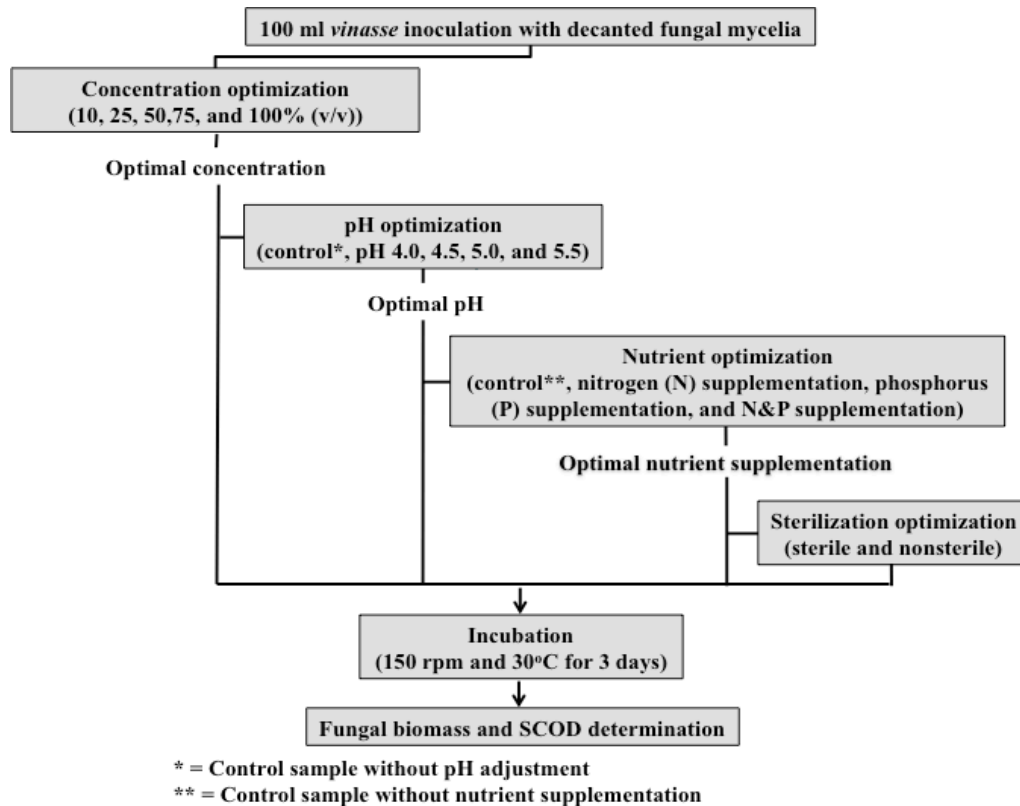 100 ml vinasse inoculation with decanted fungal mycelia
Concentration optimization
(10, 25, 50,75, and 100% (v/v))
Optimal concentration
pH optimization
(control*, pH 4.0, 4.5, 5.0, and 5.5)
Optimal pH
Nutrient optimization
(control**, nitrogen (N) supplementation, phosphorus
(P) supplementation, and N&P supplementation)
Optimal nutrient supplementation
Sterilization optimization
(sterile and nonsterile)
Incubation
(150 rpm and 30°C for 3 days)
Fungal biomass and SCOD determination
* = Control sample without pH adjustment
** = Control sample without nutrient supplementation